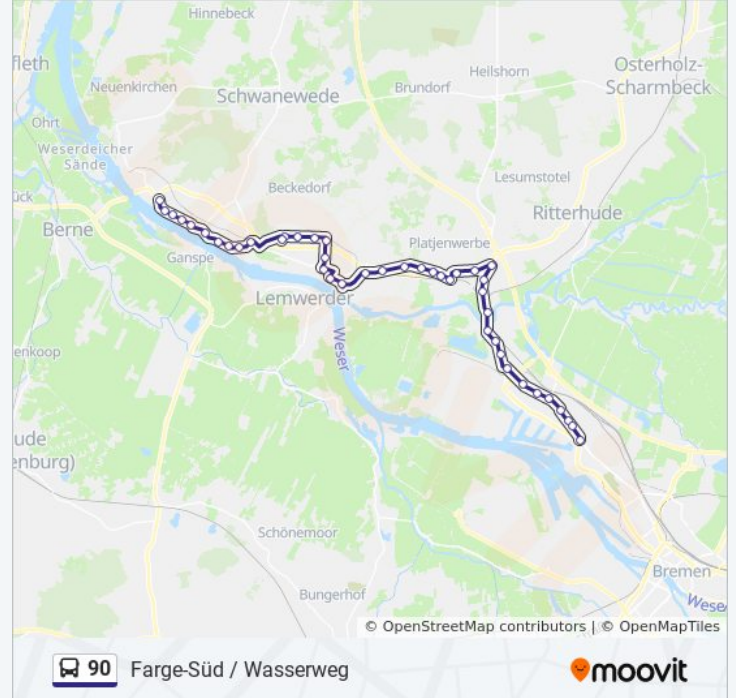 Hinnebeck
fleth
Neuenkirchen
Schwanewede
Brundorf
Heilshorn
Osterholz-
Scharmbeck
Ohrt
Weserdeicher
Sände
ück
Berne
Beckedorf
Lesumstotel
Ritterhude
Platjenwerbe
Ganspe
Lemwerder
Weser
enkoop
ude
enburg)
Schönemoor
Bungerhof
Bremen
Wese
© OpenStreetMap contributors | © OpenMapTiles
90 Farge-Süd / Wasserweg
moovit